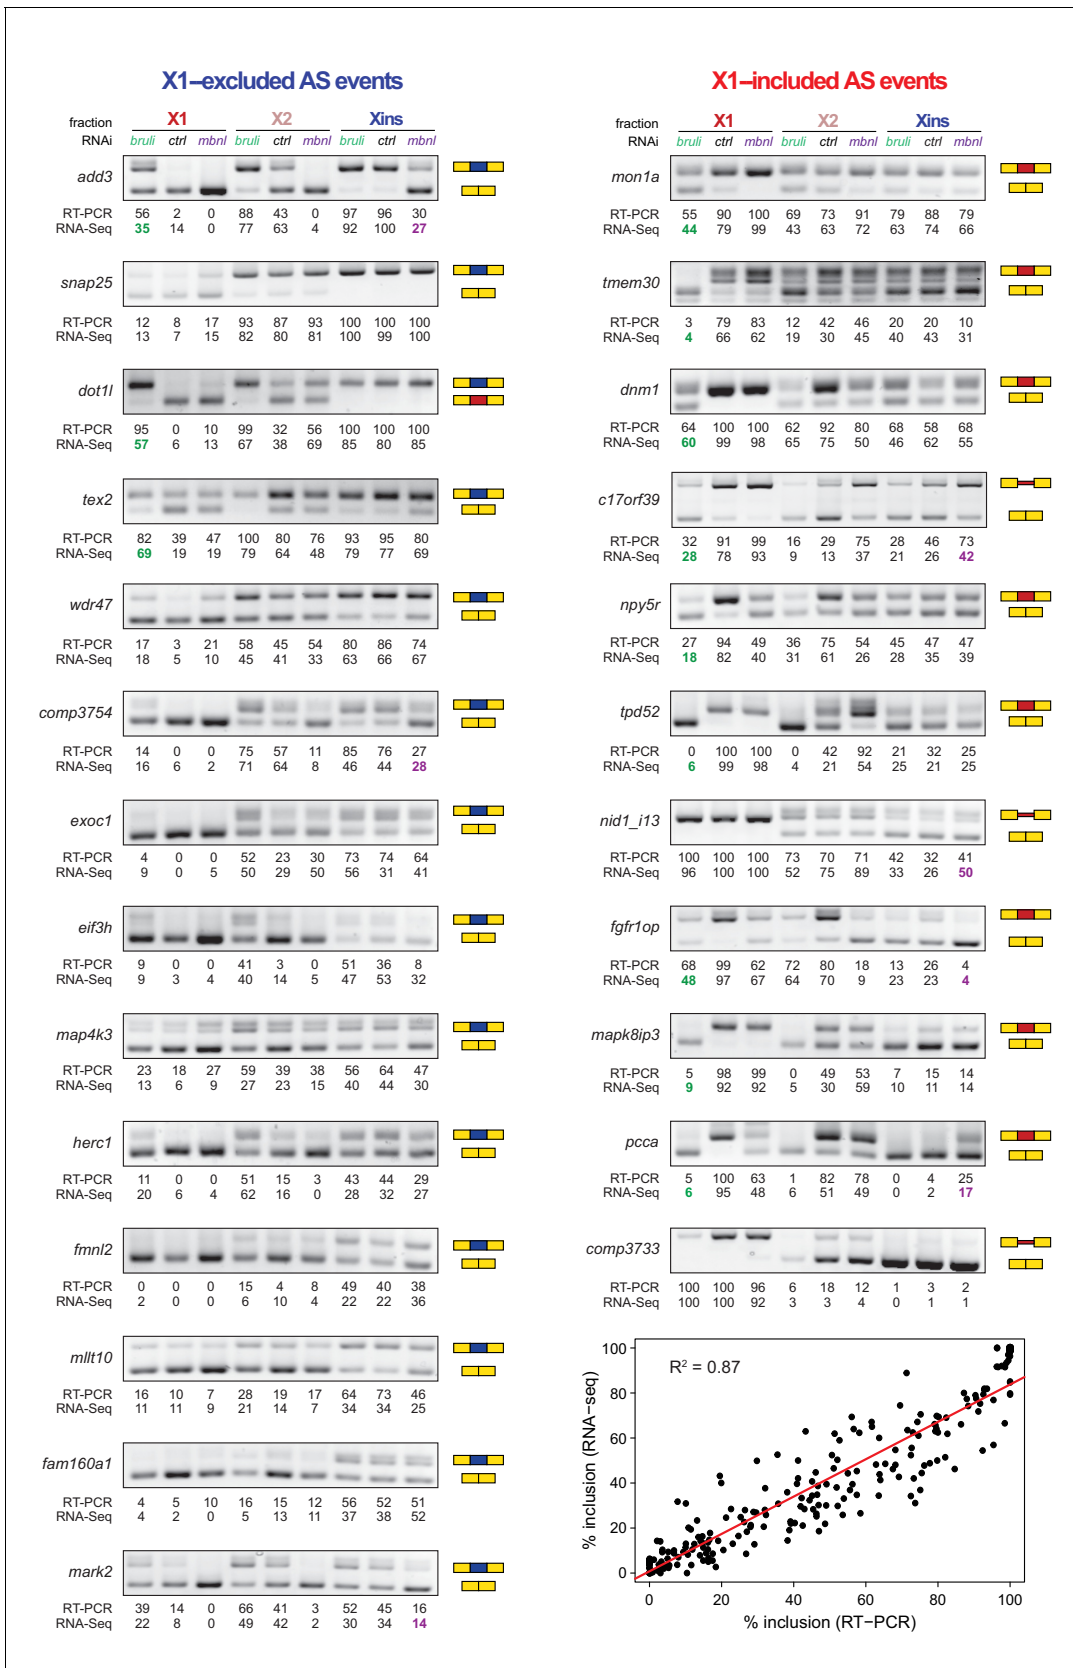 X1–excluded AS events
fraction X1 X2 Xins
RNAi bruli ctrl mbnl bruli ctrl mbnl bruli ctrl mbnl
add3
RT-PCR 56 2 0 88 43 0 97 96 30
RNA-Seq 35 14 0 77 63 4 92 100 27
snap25
RT-PCR 12 8 17 93 87 93 100 100 100
RNA-Seq 13 7 15 82 80 81 100 99 100
dot1l
RT-PCR 95 0 10 99 32 56 100 100 100
RNA-Seq 57 6 13 67 38 69 85 80 85
tex2
RT-PCR 82 39 47 100 80 76 93 95 80
RNA-Seq 69 19 19 79 64 48 79 77 69
wdr47
RT-PCR 17 3 21 58 45 54 80 86 74
RNA-Seq 18 5 10 45 41 33 63 66 67
comp3754
RT-PCR 14 0 0 75 57 11 85 76 27
RNA-Seq 16 6 2 71 64 8 46 44 28
exoc1
RT-PCR 4 0 0 52 23 30 73 74 64
RNA-Seq 9 0 5 50 29 50 56 31 41
eif3h
RT-PCR 9 0 0 41 3 0 51 36 8
RNA-Seq 9 3 4 40 14 5 47 53 32
map4k3
RT-PCR 23 18 27 59 39 38 56 64 47
RNA-Seq 13 6 9 27 23 15 40 44 30
herc1
RT-PCR 11 0 0 51 15 3 43 44 29
RNA-Seq 20 6 4 62 16 0 28 32 27
fmnl2
RT-PCR 0 0 0 15 4 8 49 40 38
RNA-Seq 2 0 0 6 10 4 22 22 36
mllt10
RT-PCR 16 10 7 28 19 17 64 73 46
RNA-Seq 11 11 9 21 14 7 34 34 25
fam160a1
RT-PCR 4 5 10 16 15 12 56 52 51
RNA-Seq 4 2 0 5 13 11 37 38 52
mark2
RT-PCR 39 14 0 66 41 3 52 45 16
RNA-Seq 22 8 0 49 42 2 30 34 14
X1–included AS events
fraction X1 X2 Xins
RNAi bruli ctrl mbnl bruli ctrl mbnl bruli ctrl mbnl
mon1a
RT-PCR 55 90 100 69 73 91 79 88 79
RNA-Seq 44 79 99 43 63 72 63 74 66
tmem30
RT-PCR 3 79 83 12 42 46 20 20 10
RNA-Seq 4 66 62 19 30 45 40 43 31
dnm1
RT-PCR 64 100 100 62 92 80 68 58 68
RNA-Seq 60 99 98 65 75 50 46 62 55
c17orf39
RT-PCR 32 91 99 16 29 75 28 46 73
RNA-Seq 28 78 93 9 13 37 21 26 42
npy5r
RT-PCR 27 94 49 36 75 54 45 47 47
RNA-Seq 18 82 40 31 61 26 28 35 39
tpd52
RT-PCR 0 100 100 0 42 92 21 32 25
RNA-Seq 6 99 98 4 21 54 25 21 25
nid1_i13
RT-PCR 100 100 100 73 70 71 42 32 41
RNA-Seq 96 100 100 52 75 89 33 26 50
fgfr1op
RT-PCR 68 99 62 72 80 18 13 26 4
RNA-Seq 48 97 67 64 70 9 23 23 4
mapk8ip3
RT-PCR 5 98 99 0 49 53 7 15 14
RNA-Seq 9 92 92 5 30 59 10 11 14
pcca
RT-PCR 5 100 63 1 82 78 0 4 25
RNA-Seq 6 95 48 6 51 49 0 2 17
comp3733
RT-PCR 100 100 96 6 18 12 1 3 2
RNA-Seq 100 100 92 3 3 4 0 1 1
R² = 0.87
100
80
60
40
20
0
% inclusion (RNA−seq)
0 20 40 60 80 100
% inclusion (RT−PCR)